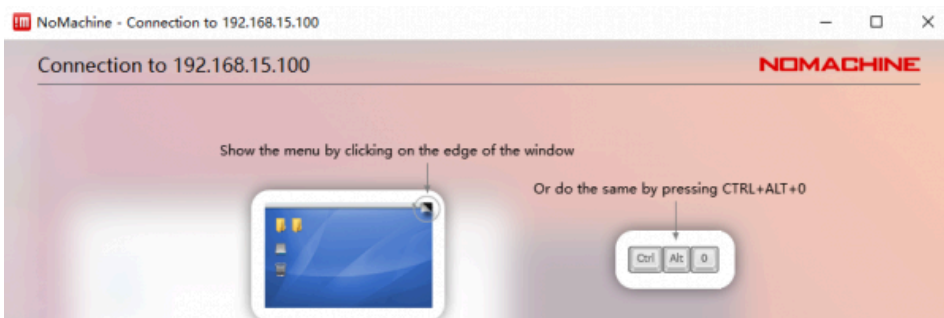 NoMachine - Connection to 192.168.15.100
Connection to 192.168.15.100
NOMACHINE
Show the menu by clicking on the edge of the window
Or do the same by pressing CTRL+ALT+0
Ctrl Alt 0